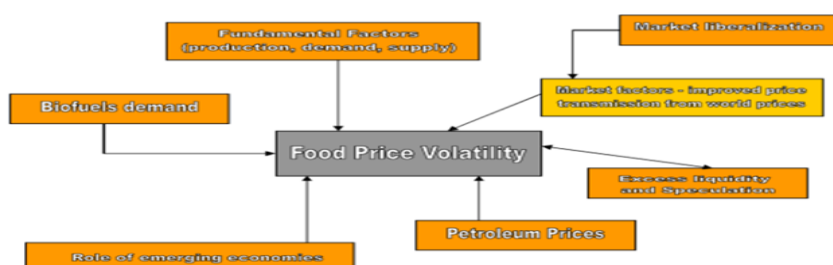 Fundamental Factors
(production, demand, supply)
Market liberalization
Market factors - improved price
transmission from world prices
Biofuels demand
Food Price Volatility
Excess liquidity
and Speculation
Petroleum Prices
Role of emerging economies